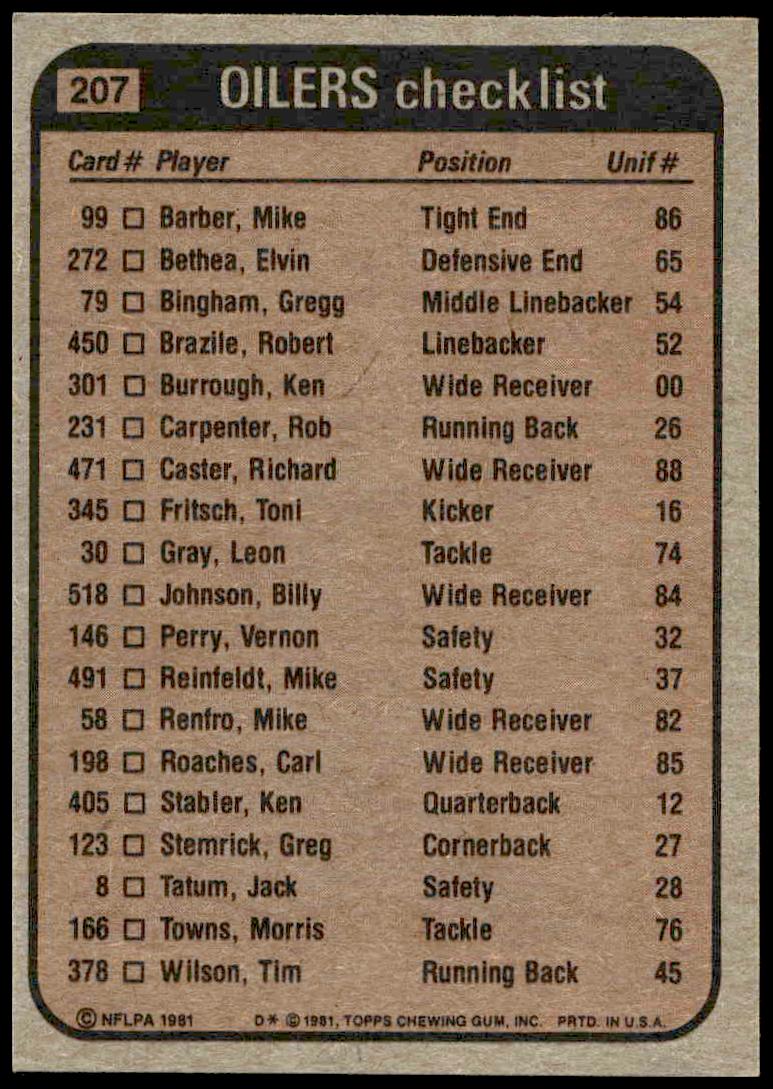 207 OILERS checklist
Card # Player Position Unif #
99 □ Barber, Mike Tight End 86
272 □ Bethea, Elvin Defensive End 65
79 □ Bingham, Gregg Middle Linebacker 54
450 □ Brazile, Robert Linebacker 52
301 □ Burrough, Ken Wide Receiver 00
231 □ Carpenter, Rob Running Back 26
471 □ Caster, Richard Wide Receiver 88
345 □ Fritsch, Toni Kicker 16
30 □ Gray, Leon Tackle 74
518 □ Johnson, Billy Wide Receiver 84
146 □ Perry, Vernon Safety 32
491 □ Reinfeldt, Mike Safety 37
58 □ Renfro, Mike Wide Receiver 82
198 □ Roaches, Carl Wide Receiver 85
405 □ Stabler, Ken Quarterback 12
123 □ Stemrick, Greg Cornerback 27
8 □ Tatum, Jack Safety 28
166 □ Towns, Morris Tackle 76
378 □ Wilson, Tim Running Back 45
© NFLPA 1981 D* © 1981, TOPPS CHEWING GUM, INC. PRTD. IN U.S.A.